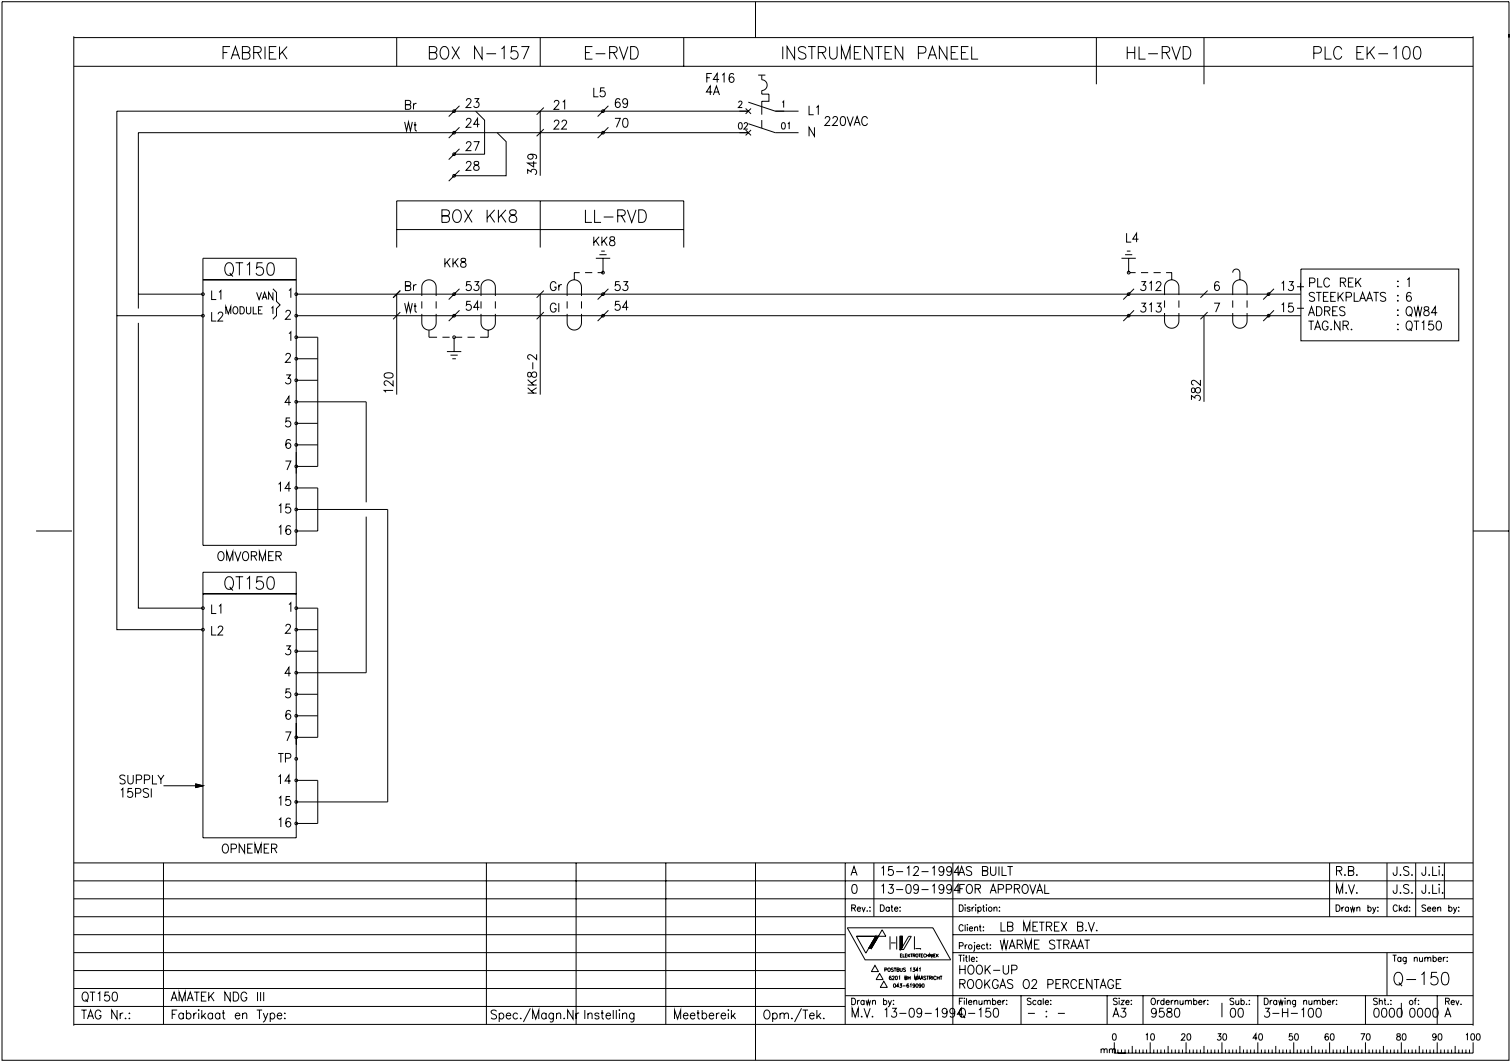 FABRIEK BOX N-157 E-RVD INSTRUMENTEN PANEEL HL-RVD PLC EK-100
F416
4A
L5
Br 23 21 69 2 1 L1
220VAC
Wt 24 22 70 02 01 N
27
28
349
BOX KK8 LL-RVD
KK8
KK8
L4
QT150
L1 VAN 1
L2 MODULE 1 2
Br 53 Gr 53 312 6 13
Wt 54 Gl 54 313 7 15
PLC REK : 1
STEEKPLAATS : 6
ADRES : QW84
TAG.NR. : QT150
120
KK8-2
382
1
2
3
4
5
6
7
14
15
16
OMVORMER
QT150
L1 1
L2 2
3
4
5
6
7
TP
14
15
16
SUPPLY
15PSI
OPNEMER
A 15-12-1994 AS BUILT R.B. J.S. J.Li.
0 13-09-1994 FOR APPROVAL M.V. J.S. J.Li.
Rev.: Date: Disription: Drawn by: Ckd: Seen by:
HVL
ELEKTROTECHNIEK
POSTBUS 1341
6201 BH MAASTRICHT
043-619090
Client: LB METREX B.V.
Project: WARME STRAAT
Title:
HOOK-UP
ROOKGAS O2 PERCENTAGE
Tag number:
Q-150
Drawn by: Filenumber: Scale: Size: Ordernumber: Sub.: Drawing number: Sht.: of: Rev.
M.V. 13-09-1994 Q-150 - : - A3 9580 00 3-H-100 0000 0000 A
QT150 AMATEK NDG III
TAG Nr.: Fabrikaat en Type: Spec./Magn.Nr Instelling Meetbereik Opm./Tek.
0 10 20 30 40 50 60 70 80 90 100
mm